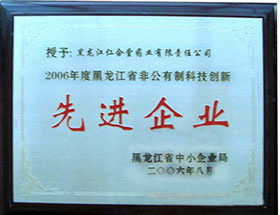 授予：黑龙江仁合堂药业有限责任公司
2006年度黑龙江省非公有制科技创新
先进企业
黑龙江省中小企业局
二〇〇六年八月